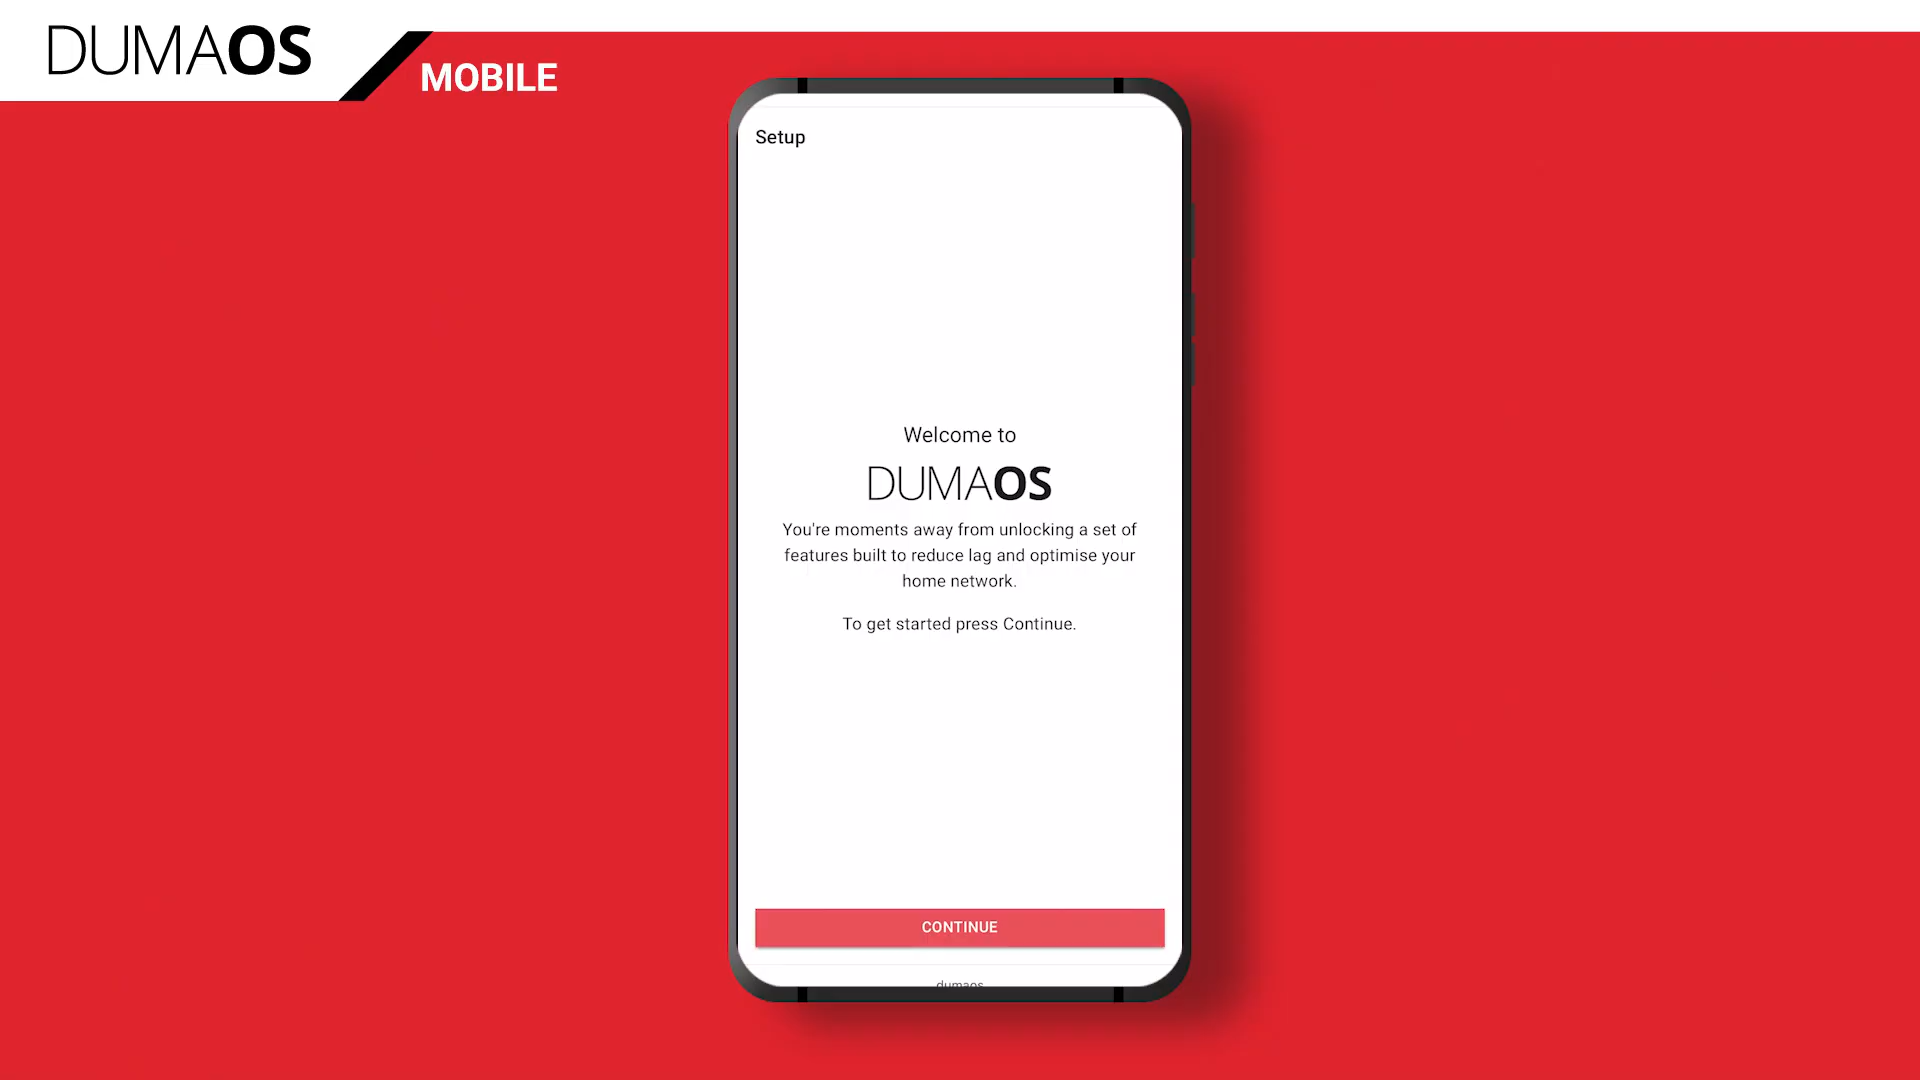 DUMAOS
MOBILE
Setup
Welcome to
DUMAOS
You're moments away from unlocking a set of
features built to reduce lag and optimise your
home network.
To get started press Continue.
CONTINUE
dumaos